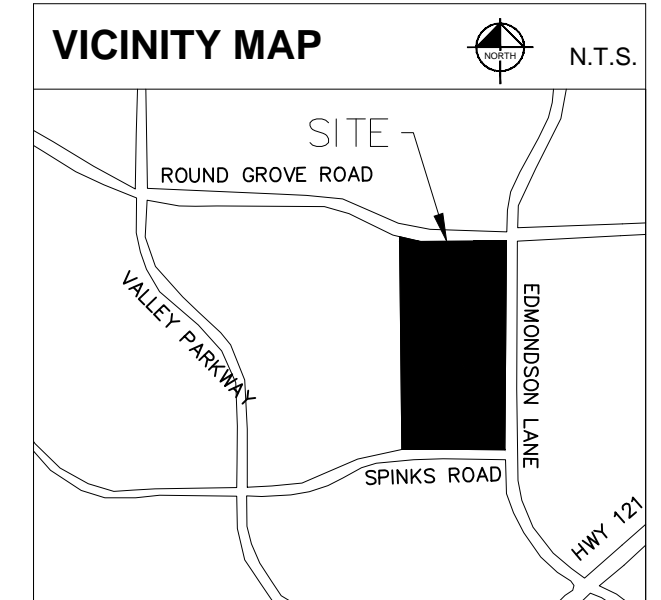 VICINITY MAP
NORTH
N.T.S.
SITE
ROUND GROVE ROAD
VALLEY PARKWAY
EDMONDSON LANE
SPINKS ROAD
HWY 121